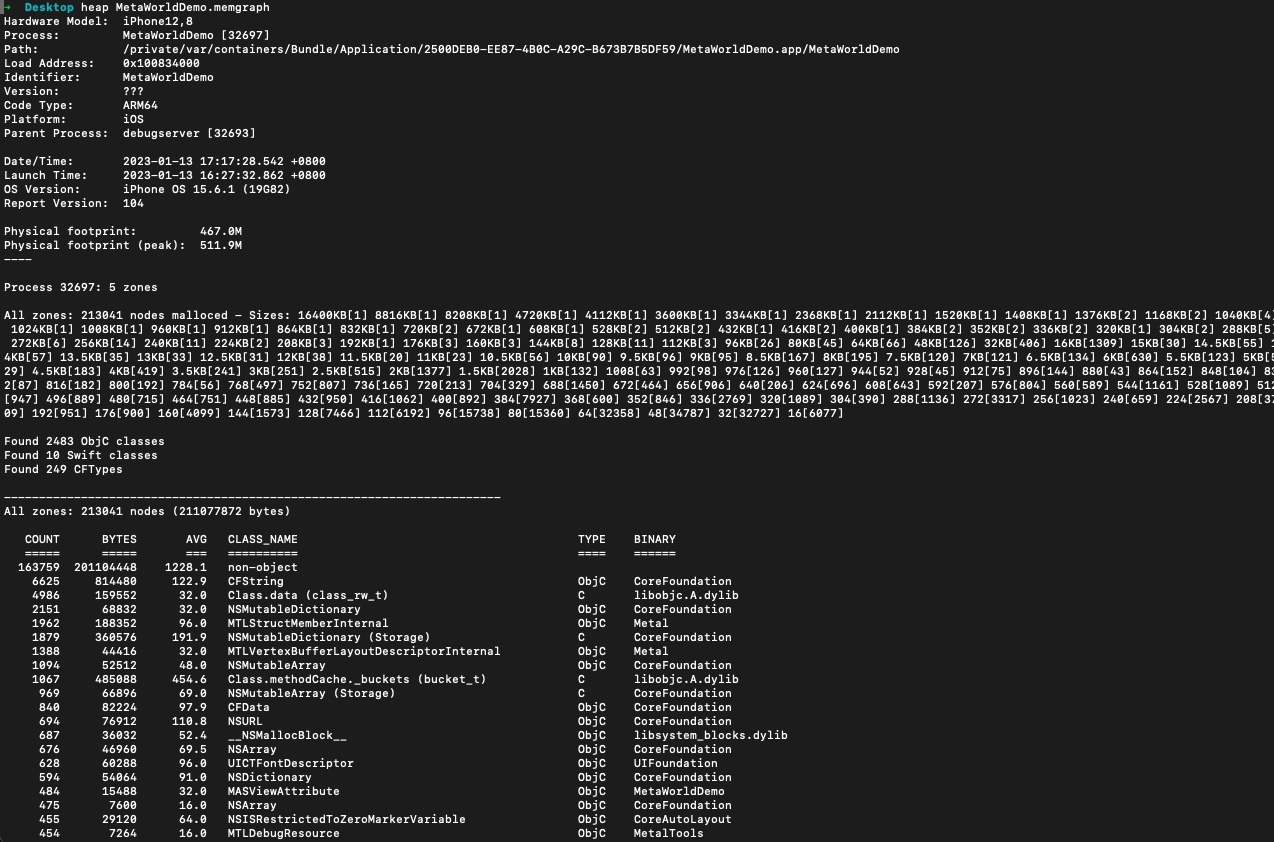 →  Desktop heap MetaWorldDemo.memgraph
Hardware Model:  iPhone12,8
Process:         MetaWorldDemo [32697]
Path:            /private/var/containers/Bundle/Application/2500DEB0-EE87-4B0C-A29C-B673B7B5DF59/MetaWorldDemo.app/MetaWorldDemo
Load Address:    0x100834000
Identifier:      MetaWorldDemo
Version:         ???
Code Type:       ARM64
Platform:        iOS
Parent Process:  debugserver [32693]
Date/Time:       2023-01-13 17:17:28.542 +0800
Launch Time:     2023-01-13 16:27:32.862 +0800
OS Version:      iPhone OS 15.6.1 (19G82)
Report Version:  104
Physical footprint:         467.0M
Physical footprint (peak):  511.9M
----
Process 32697: 5 zones
All zones: 213041 nodes malloced - Sizes: 16400KB[1] 8816KB[1] 8208KB[1] 4720KB[1] 4112KB[1] 3600KB[1] 3344KB[1] 2368KB[1] 2112KB[1] 1520KB[1] 1408KB[1] 1376KB[2] 1168KB[2] 1040KB[4]
1024KB[1] 1008KB[1] 960KB[1] 912KB[1] 864KB[1] 832KB[1] 720KB[2] 672KB[1] 608KB[1] 528KB[2] 512KB[2] 432KB[1] 416KB[2] 400KB[1] 384KB[2] 352KB[2] 336KB[2] 320KB[1] 304KB[2] 288KB[5]
272KB[6] 256KB[14] 240KB[11] 224KB[2] 208KB[3] 192KB[1] 176KB[3] 160KB[3] 144KB[8] 128KB[11] 112KB[3] 96KB[26] 80KB[45] 64KB[66] 48KB[126] 32KB[406] 16KB[1309] 15KB[30] 14.5KB[55] 1
4KB[57] 13.5KB[35] 13KB[33] 12.5KB[31] 12KB[38] 11.5KB[20] 11KB[23] 10.5KB[56] 10KB[90] 9.5KB[96] 9KB[95] 8.5KB[167] 8KB[195] 7.5KB[120] 7KB[121] 6.5KB[134] 6KB[630] 5.5KB[123] 5KB[5
29] 4.5KB[183] 4KB[419] 3.5KB[241] 3KB[251] 2.5KB[515] 2KB[1377] 1.5KB[2028] 1KB[132] 1008[63] 992[98] 976[126] 960[127] 944[52] 928[45] 912[75] 896[144] 880[43] 864[152] 848[104] 83
2[87] 816[182] 800[192] 784[56] 768[497] 752[807] 736[165] 720[213] 704[329] 688[1450] 672[464] 656[906] 640[206] 624[696] 608[643] 592[207] 576[804] 560[589] 544[1161] 528[1089] 512
[947] 496[889] 480[715] 464[751] 448[885] 432[950] 416[1062] 400[892] 384[7927] 368[600] 352[846] 336[2769] 320[1089] 304[390] 288[1136] 272[3317] 256[1023] 240[659] 224[2567] 208[37
09] 192[951] 176[900] 160[4099] 144[1573] 128[7466] 112[6192] 96[15738] 80[15360] 64[32358] 48[34787] 32[32727] 16[6077]
Found 2483 ObjC classes
Found 10 Swift classes
Found 249 CFTypes
-----------------------------------------------------------------------
All zones: 213041 nodes (211077872 bytes)
COUNT      BYTES       AVG   CLASS_NAME                                        TYPE    BINARY
=====      =====       ===   ==========                                        ====    ======
163759  201104448    1228.1   non-object
6625     814480     122.9   CFString                                          ObjC    CoreFoundation
4986     159552      32.0   Class.data (class_rw_t)                           C       libobjc.A.dylib
2151      68832      32.0   NSMutableDictionary                               ObjC    CoreFoundation
1962     188352      96.0   MTLStructMemberInternal                           ObjC    Metal
1879     360576     191.9   NSMutableDictionary (Storage)                     C       CoreFoundation
1388      44416      32.0   MTLVertexBufferLayoutDescriptorInternal           ObjC    Metal
1094      52512      48.0   NSMutableArray                                    ObjC    CoreFoundation
1067     485088     454.6   Class.methodCache._buckets (bucket_t)             C       libobjc.A.dylib
969      66896      69.0   NSMutableArray (Storage)                          C       CoreFoundation
840      82224      97.9   CFData                                            ObjC    CoreFoundation
694      76912     110.8   NSURL                                             ObjC    CoreFoundation
687      36032      52.4   __NSMallocBlock__                                 ObjC    libsystem_blocks.dylib
676      46960      69.5   NSArray                                           ObjC    CoreFoundation
628      60288      96.0   UICTFontDescriptor                                ObjC    UIFoundation
594      54064      91.0   NSDictionary                                      ObjC    CoreFoundation
484      15488      32.0   MASViewAttribute                                  ObjC    MetaWorldDemo
475       7600      16.0   NSArray                                           ObjC    CoreFoundation
455      29120      64.0   NSISRestrictedToZeroMarkerVariable                ObjC    CoreAutoLayout
454       7264      16.0   MTLDebugResource                                  ObjC    MetalTools